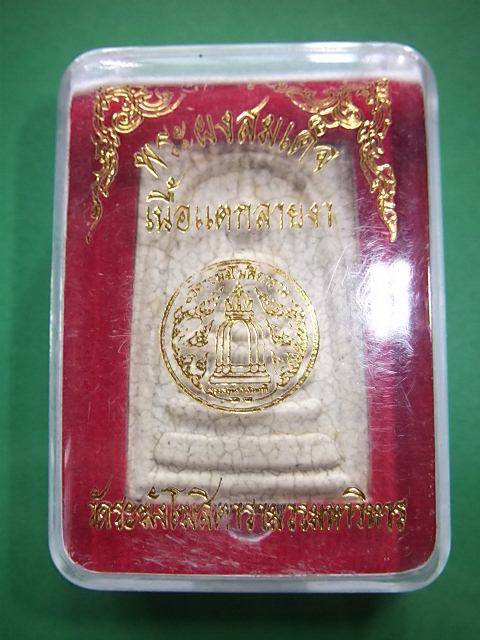 พระผงสมเด็จ
เนื้อแตกลายงา
วัดระฆังโฆสิตารามวรมหาวิหาร